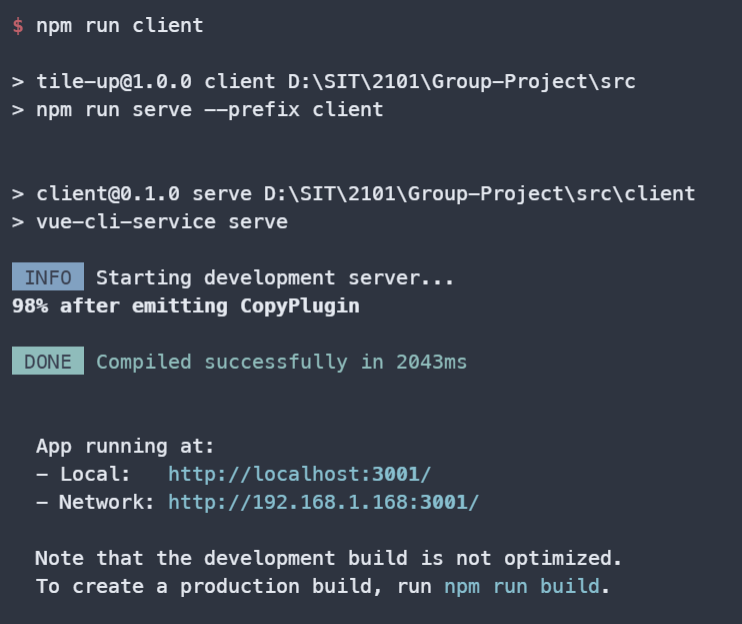 $ npm run client
> tile-up@1.0.0 client D:\SIT\2101\Group-Project\src
> npm run serve --prefix client
> client@0.1.0 serve D:\SIT\2101\Group-Project\src\client
> vue-cli-service serve
INFO Starting development server...
98% after emitting CopyPlugin
DONE Compiled successfully in 2043ms
App running at:
- Local: http://localhost:3001/
- Network: http://192.168.1.168:3001/
Note that the development build is not optimized.
To create a production build, run npm run build.